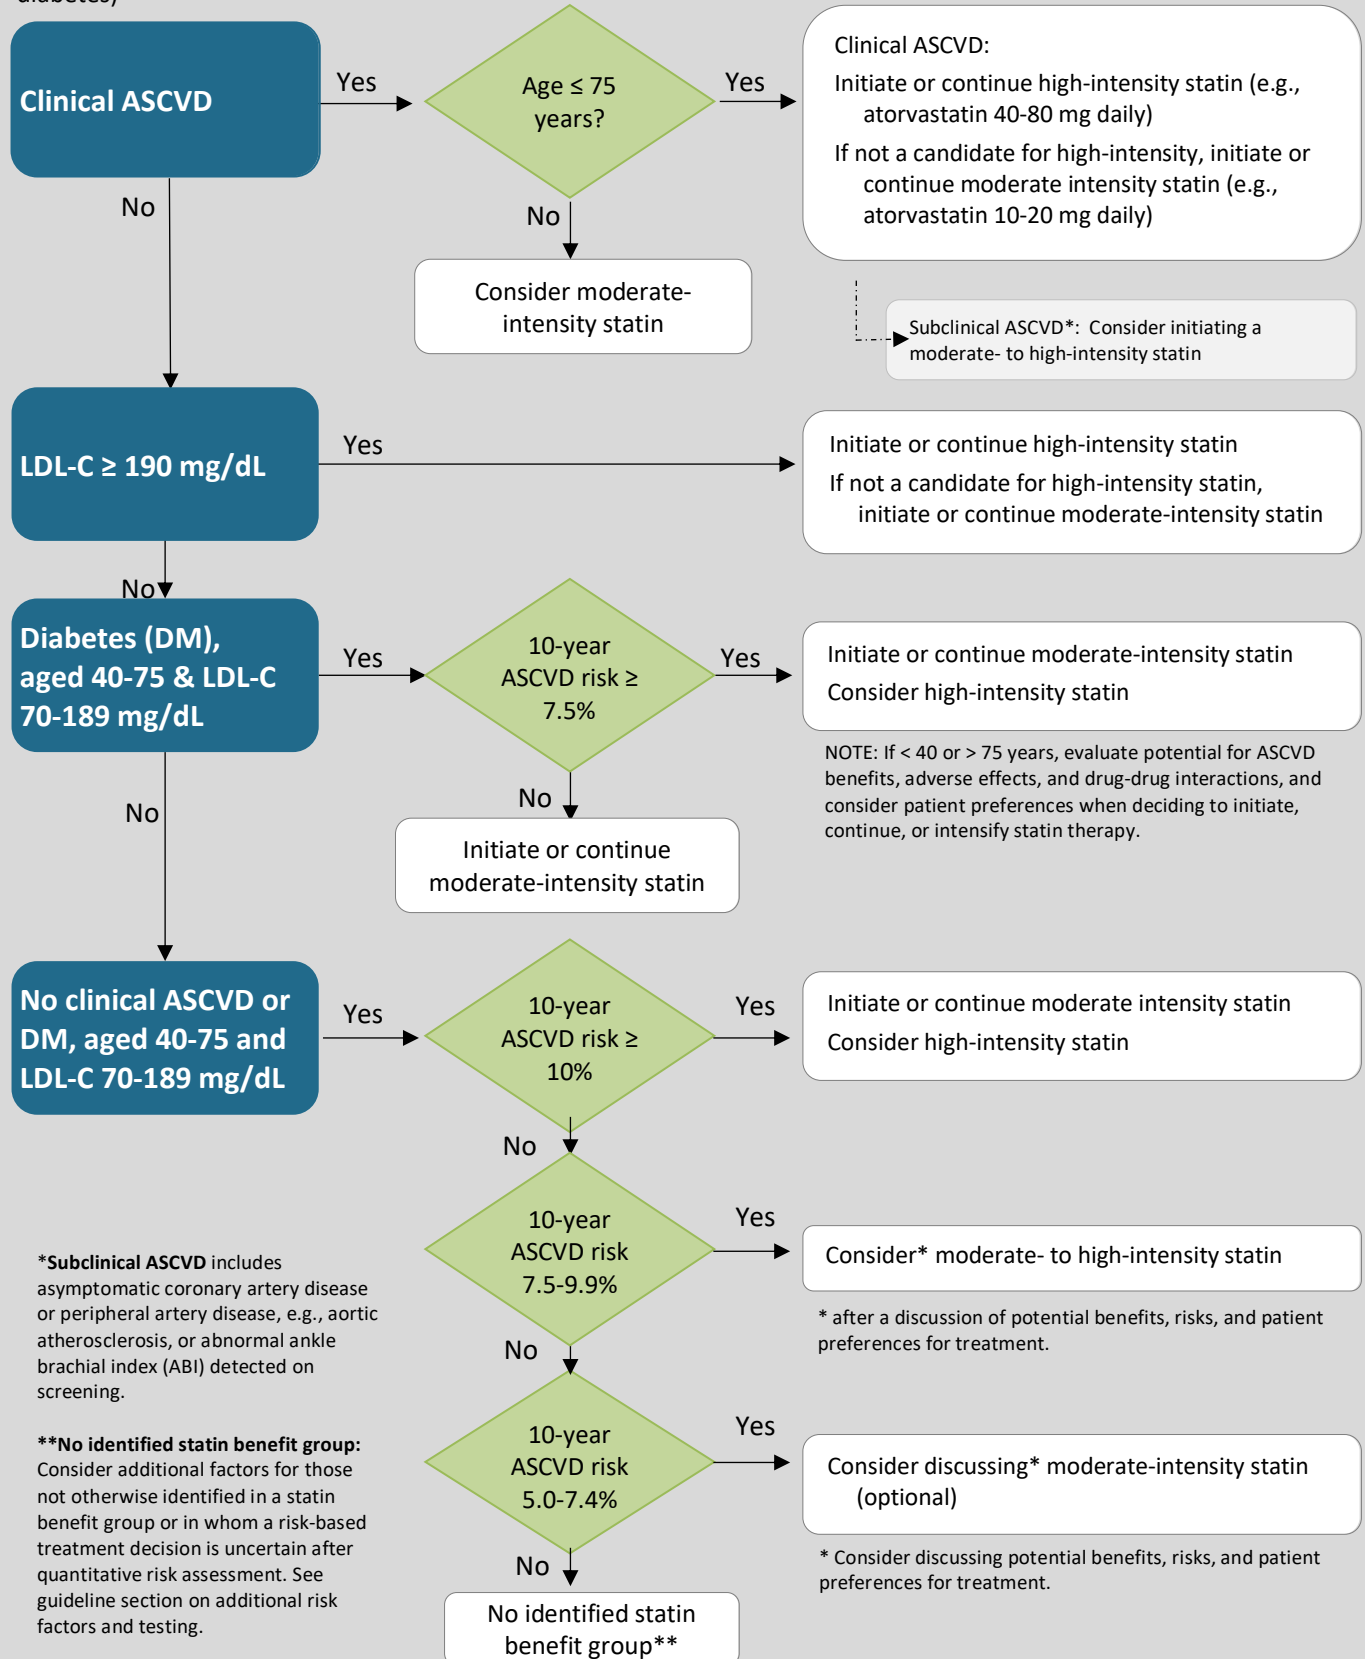 diabetes)
Clinical ASCVD
Yes
Age ≤ 75
years?
Yes
Clinical ASCVD:
Initiate or continue high-intensity statin (e.g.,
atorvastatin 40-80 mg daily)
If not a candidate for high-intensity, initiate or
continue moderate intensity statin (e.g.,
atorvastatin 10-20 mg daily)
No
No
Consider moderate-
intensity statin
Subclinical ASCVD*: Consider initiating a
moderate- to high-intensity statin
LDL-C ≥ 190 mg/dL
Yes
Initiate or continue high-intensity statin
If not a candidate for high-intensity statin,
initiate or continue moderate-intensity statin
No
Diabetes (DM),
aged 40-75 & LDL-C
70-189 mg/dL
Yes
10-year
ASCVD risk ≥
7.5%
Yes
Initiate or continue moderate-intensity statin
Consider high-intensity statin
NOTE: If < 40 or > 75 years, evaluate potential for ASCVD
benefits, adverse effects, and drug-drug interactions, and
consider patient preferences when deciding to initiate,
continue, or intensify statin therapy.
No
No
Initiate or continue
moderate-intensity statin
No clinical ASCVD or
DM, aged 40-75 and
LDL-C 70-189 mg/dL
Yes
10-year
ASCVD risk ≥
10%
Yes
Initiate or continue moderate intensity statin
Consider high-intensity statin
No
10-year
ASCVD risk
7.5-9.9%
Yes
Consider* moderate- to high-intensity statin
* after a discussion of potential benefits, risks, and patient
preferences for treatment.
*Subclinical ASCVD includes
asymptomatic coronary artery disease
or peripheral artery disease, e.g., aortic
atherosclerosis, or abnormal ankle
brachial index (ABI) detected on
screening.
No
10-year
ASCVD risk
5.0-7.4%
Yes
Consider discussing* moderate-intensity statin
(optional)
* Consider discussing potential benefits, risks, and patient
preferences for treatment.
**No identified statin benefit group:
Consider additional factors for those
not otherwise identified in a statin
benefit group or in whom a risk-based
treatment decision is uncertain after
quantitative risk assessment. See
guideline section on additional risk
factors and testing.
No
No identified statin
benefit group**